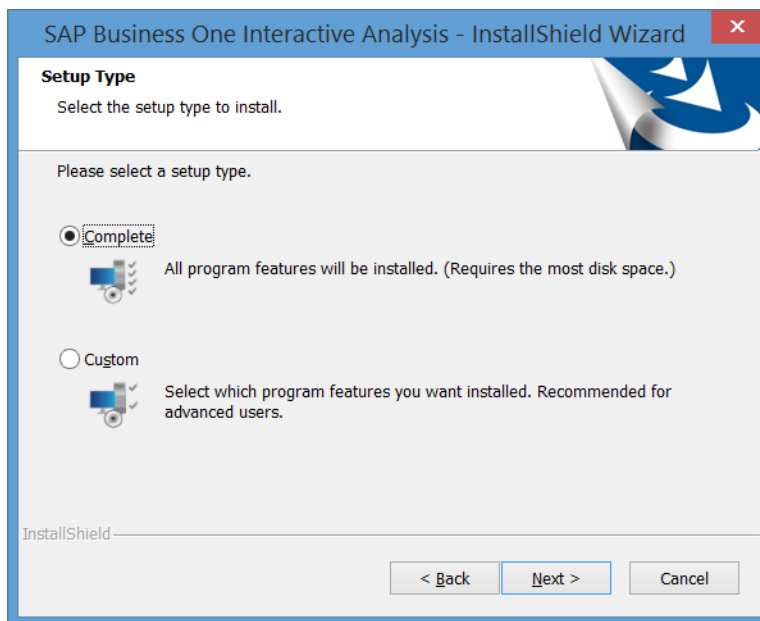 SAP Business One Interactive Analysis - InstallShield Wizard
Setup Type
Select the setup type to install.
Please select a setup type.
Complete
All program features will be installed. (Requires the most disk space.)
Custom
Select which program features you want installed. Recommended for
advanced users.
InstallShield
< Back Next > Cancel